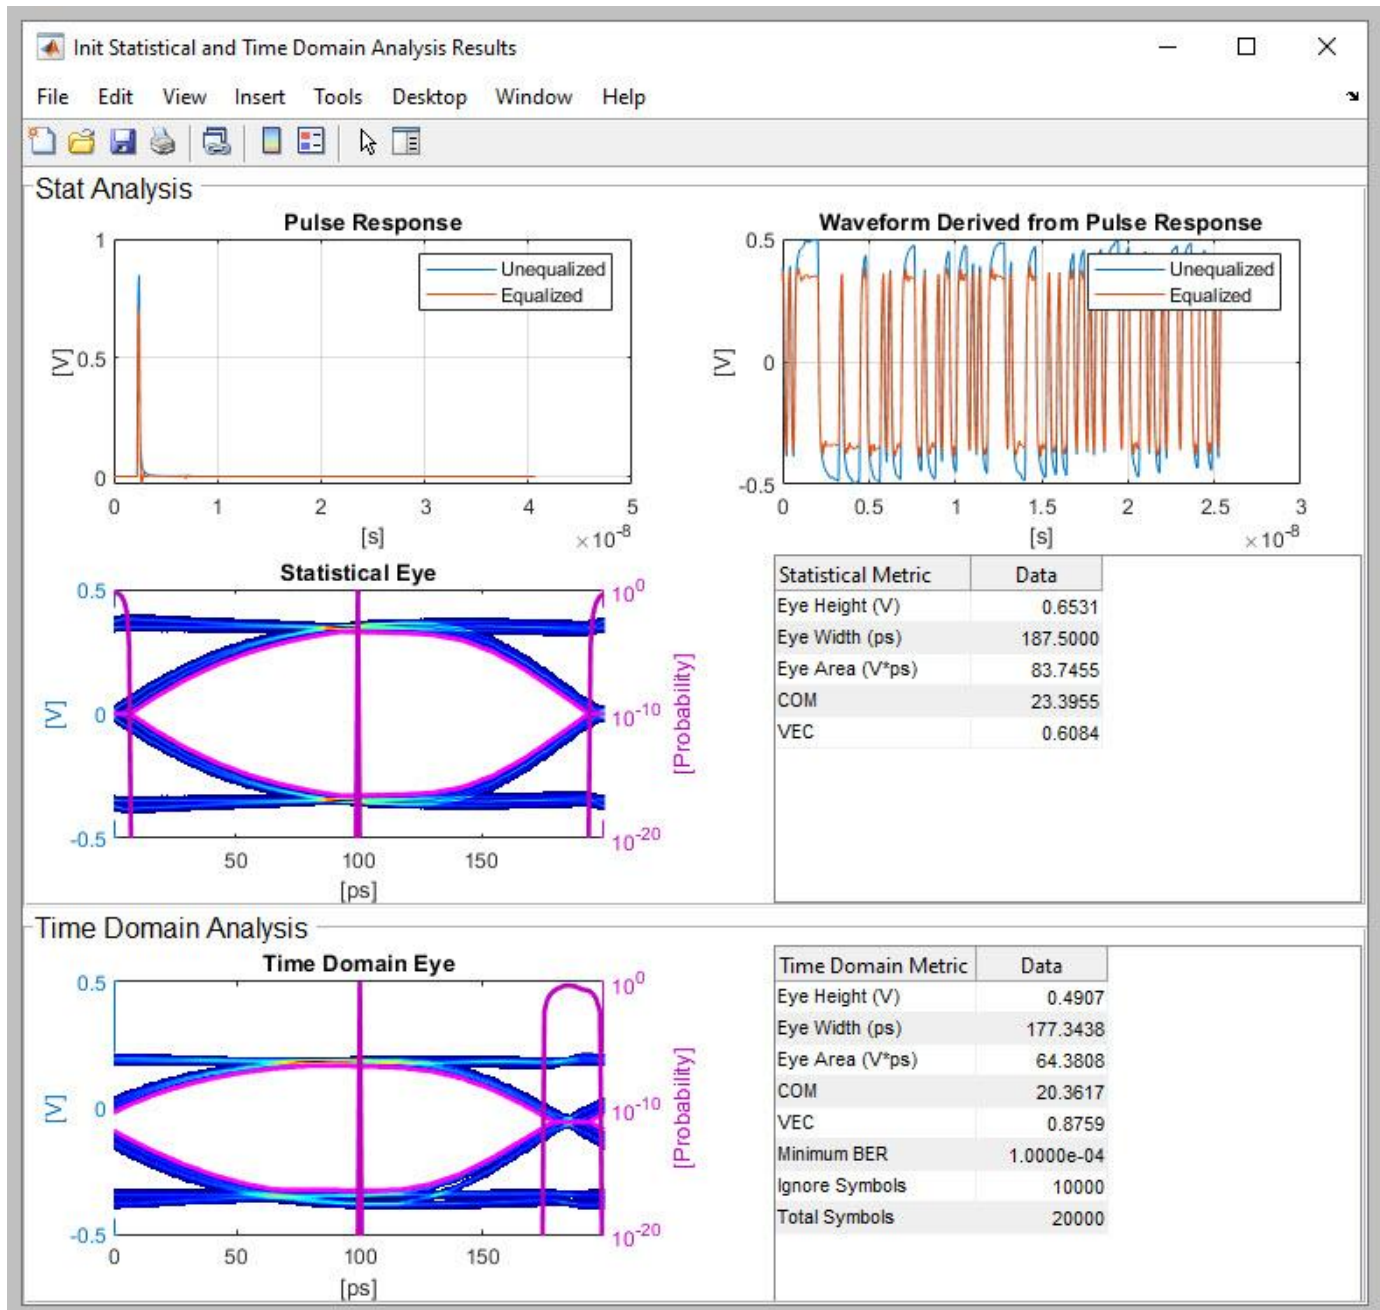 Init Statistical and Time Domain Analysis Results
File Edit View Insert Tools Desktop Window Help
Stat Analysis
Pulse Response
1
0.5
0
[V]
Unequalized
Equalized
0 1 2 3 4 5
[s]
×10-8
Waveform Derived from Pulse Response
0.5
0
-0.5
[V]
Unequalized
Equalized
0 0.5 1 1.5 2 2.5 3
[s]
×10-8
Statistical Eye
0.5
0
-0.5
[V]
100
10-10
10-20
[Probability]
50 100 150
[ps]
Statistical Metric Data
Eye Height (V) 0.6531
Eye Width (ps) 187.5000
Eye Area (V*ps) 83.7455
COM 23.3955
VEC 0.6084
Time Domain Analysis
Time Domain Eye
0.5
0
-0.5
[V]
100
10-10
10-20
[Probability]
0 50 100 150
[ps]
Time Domain Metric Data
Eye Height (V) 0.4907
Eye Width (ps) 177.3438
Eye Area (V*ps) 64.3808
COM 20.3617
VEC 0.8759
Minimum BER 1.0000e-04
Ignore Symbols 10000
Total Symbols 20000